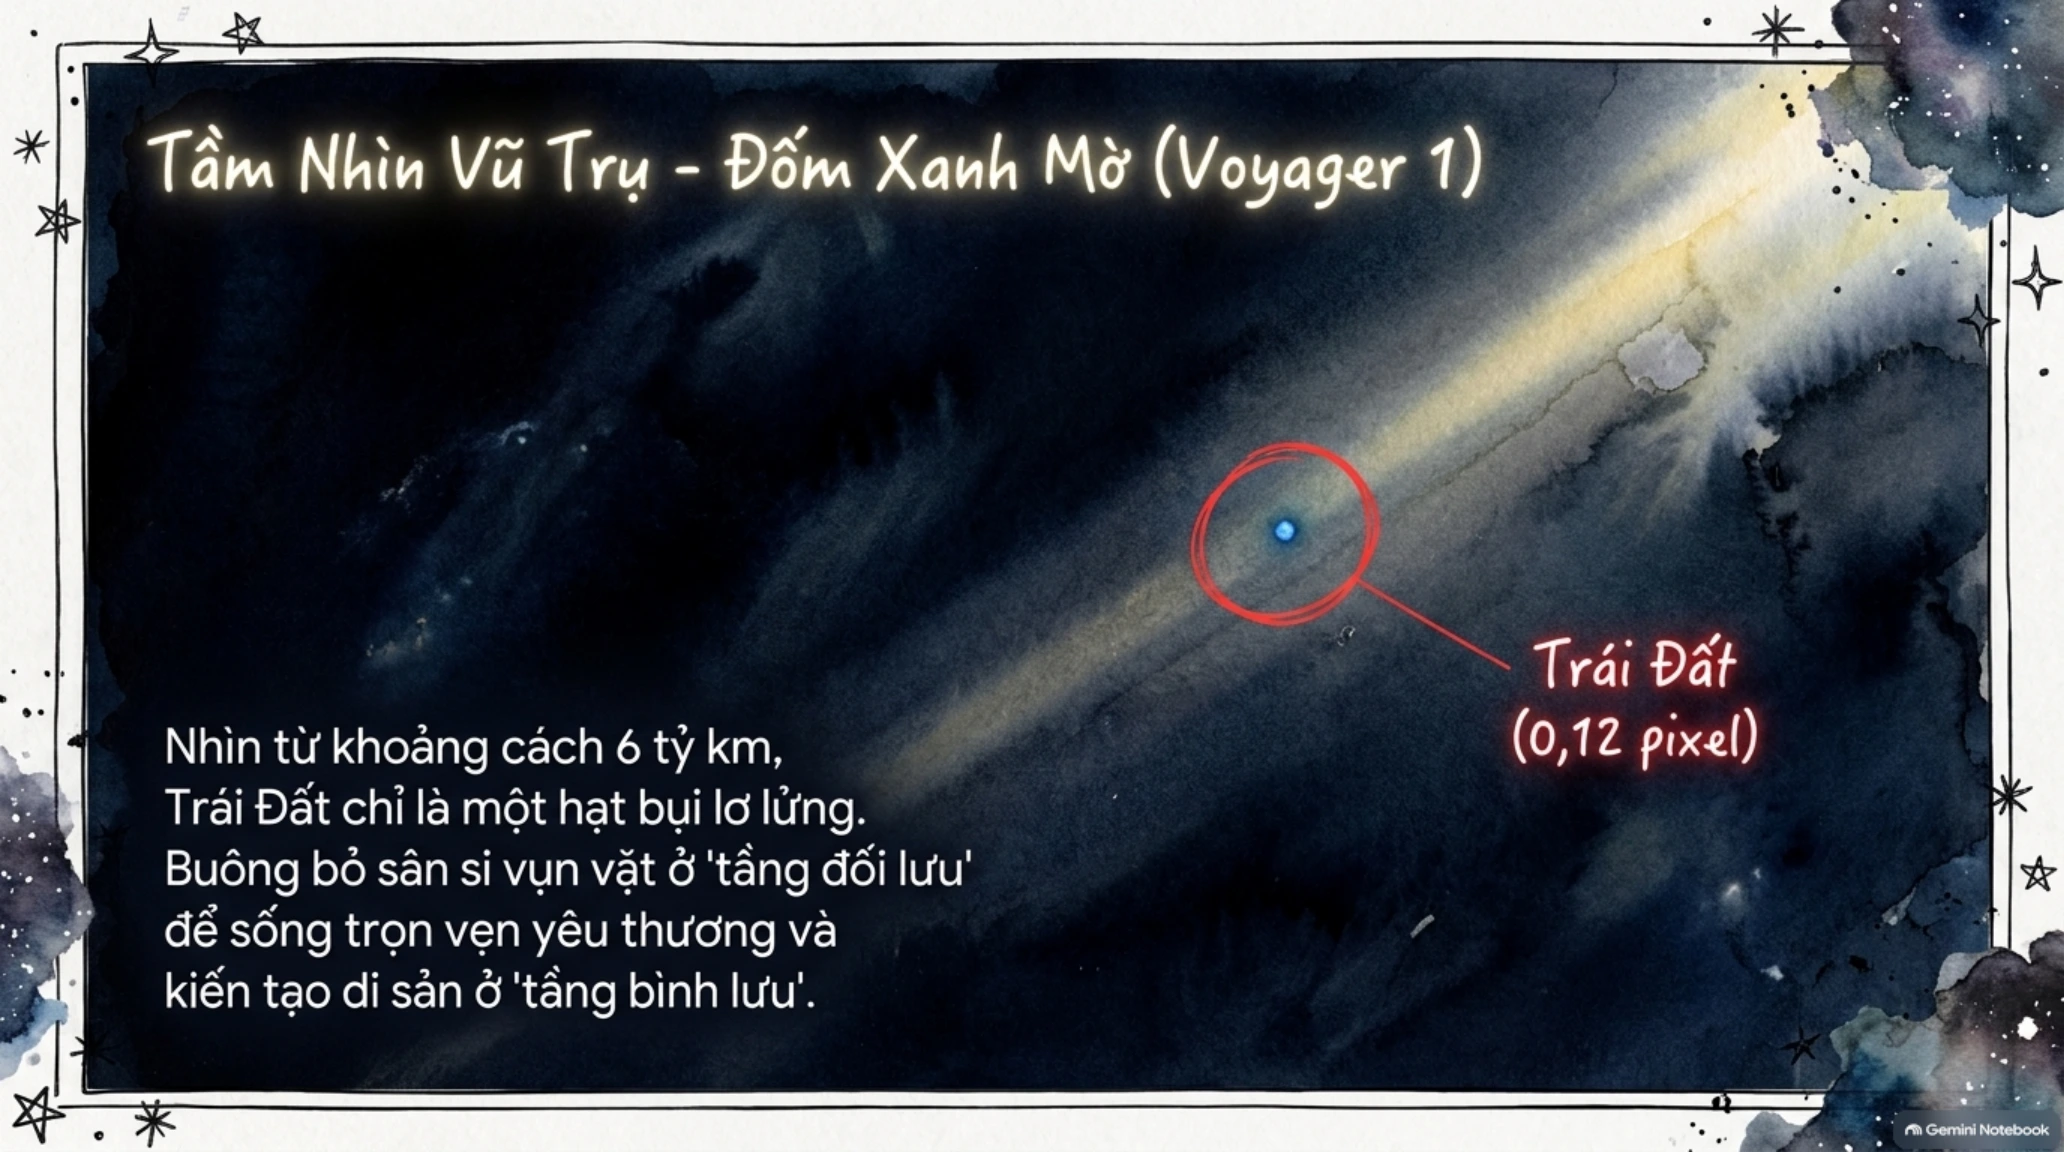 Tầm Nhìn Vũ Trụ - Đốm Xanh Mờ (Voyager 1)
Trái Đất
(0,12 pixel)
Nhìn từ khoảng cách 6 tỷ km,
Trái Đất chỉ là một hạt bụi lơ lửng.
Buông bỏ sân si vụn vặt ở 'tầng đối lưu'
để sống trọn vẹn yêu thương và
kiến tạo di sản ở 'tầng bình lưu'.
Gemini Notebook